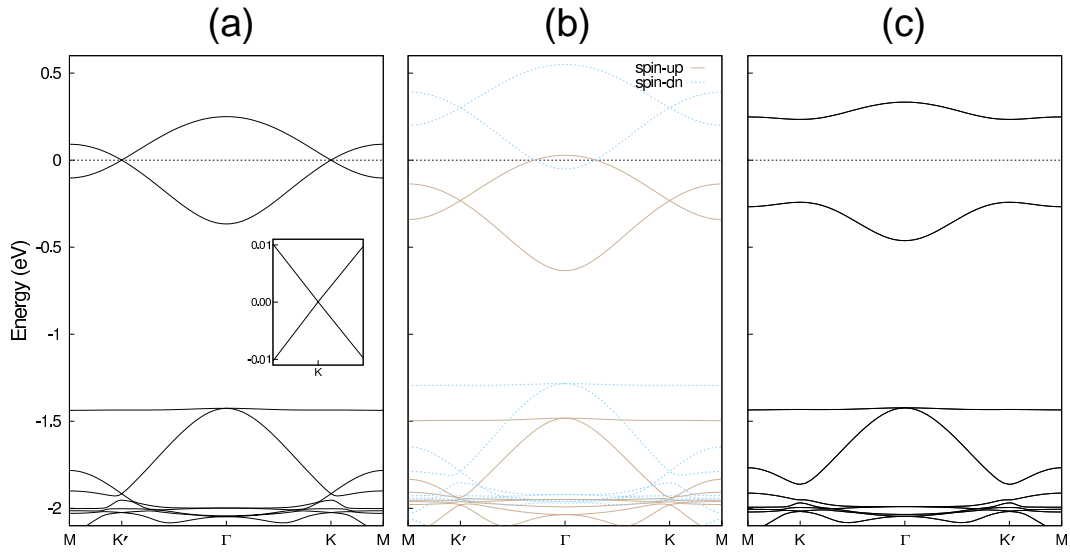 (a) (b) (c)
Energy (eV)
0.5
0
-0.5
-1
-1.5
-2
M K′ Γ K M
0.01
0.00
-0.01
K
spin-up
spin-dn
M K′ Γ K M
M K Γ K′ M